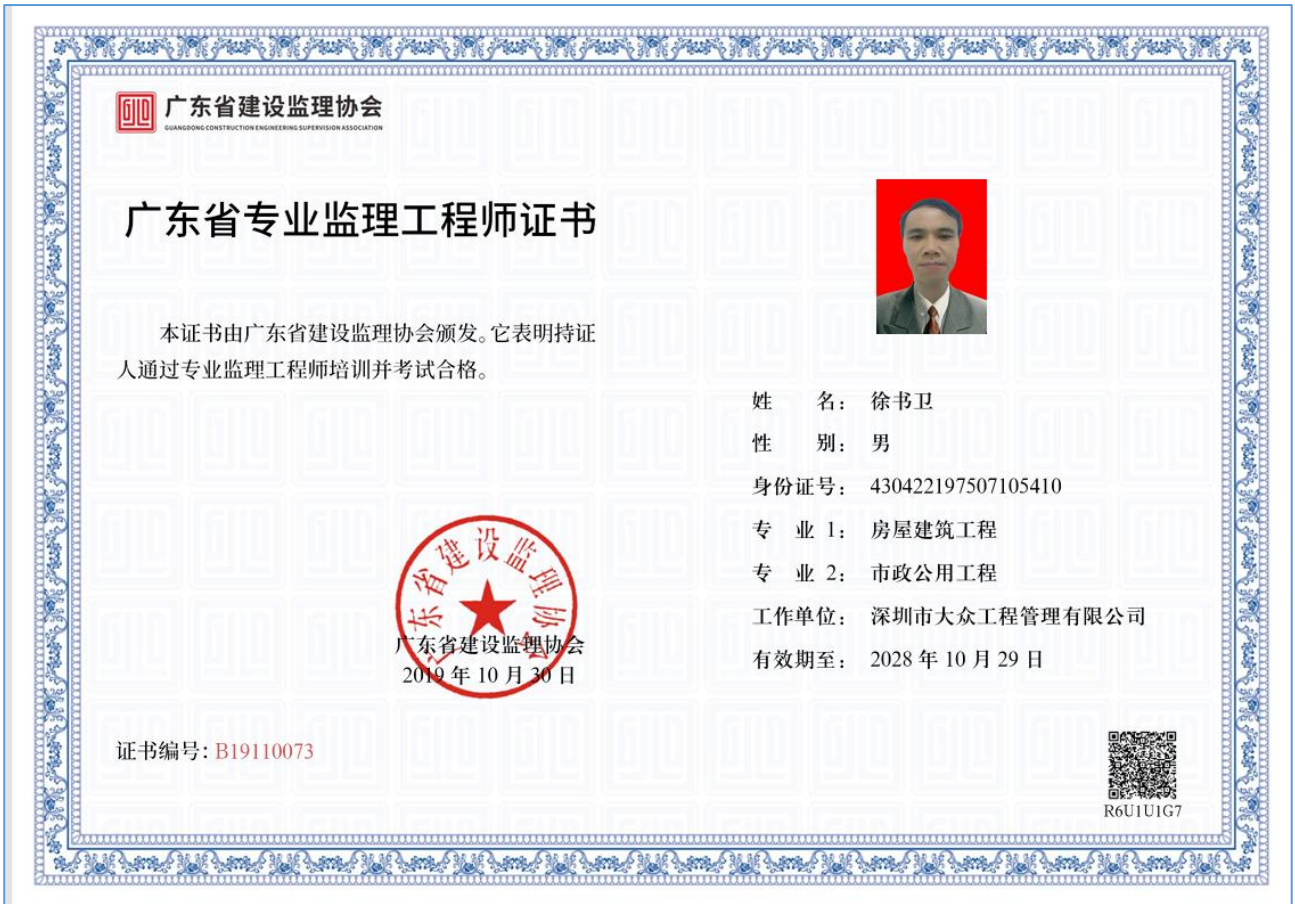 广东省建设监理协会
GUANGDONG CONSTRUCTION ENGINEERING SUPERVISION ASSOCIATION
广东省专业监理工程师证书
本证书由广东省建设监理协会颁发。它表明持证
人通过专业监理工程师培训并考试合格。
广东省建设监理协会
广东省建设监理协会
2019 年 10 月 30 日
证书编号: B19110073
姓 名: 徐书卫
性 别: 男
身份证号: 430422197507105410
专 业 1: 房屋建筑工程
专 业 2: 市政公用工程
工作单位: 深圳市大众工程管理有限公司
有效期至: 2028 年 10 月 29 日
R6U1U1G7